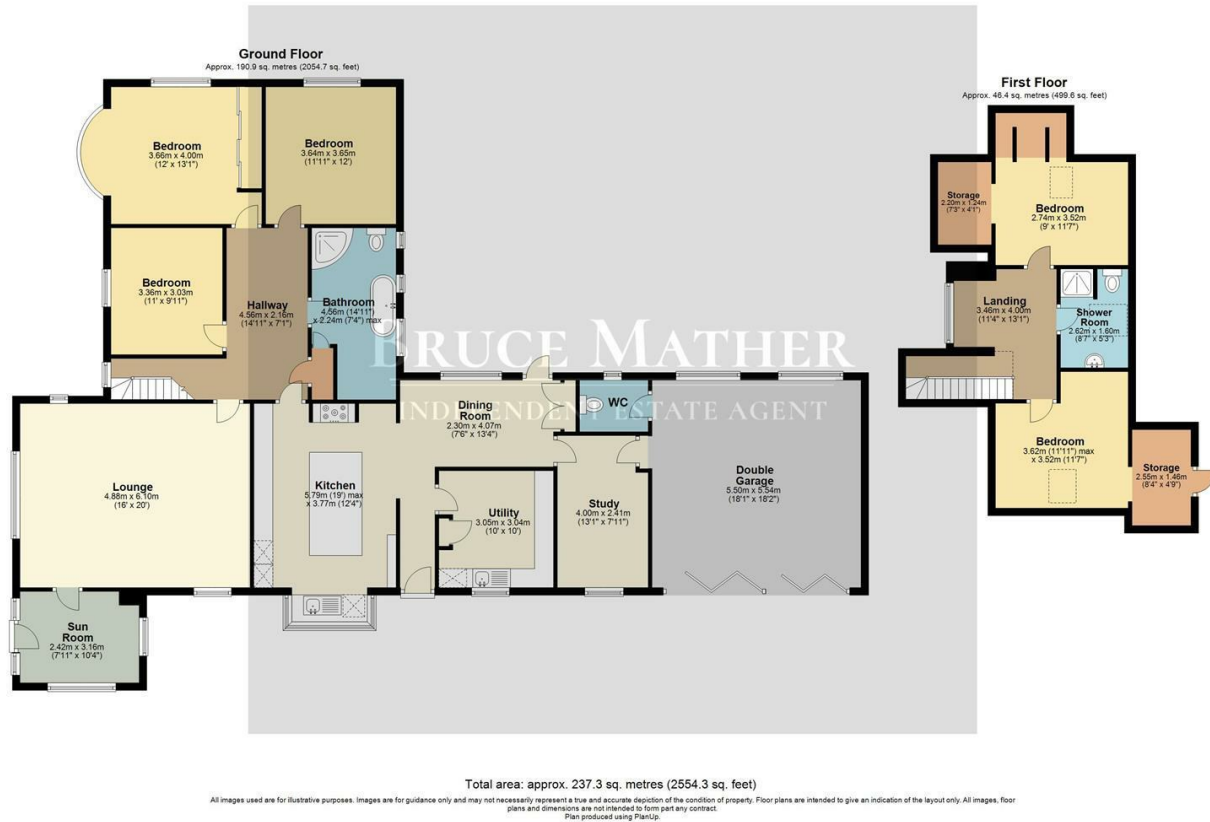 Ground Floor
Approx. 190.9 sq. metres (2054.7 sq. feet)
Bedroom
3.66m x 4.00m
(12' x 13'1")
Bedroom
3.64m x 3.65m
(11'11" x 12')
Bedroom
3.36m x 3.03m
(11' x 9'11")
Hallway
4.56m x 2.16m
(14'11" x 7'1")
Bathroom
4.56m (14'11")
x 2.24m (7'4") max
BRUCE MATHER
INDEPENDENT ESTATE AGENT
Dining
Room
2.30m x 4.07m
(7'6" x 13'4")
WC
Lounge
4.88m x 6.10m
(16' x 20')
Kitchen
5.79m (19') max
x 3.77m (12'4")
Utility
3.05m x 3.04m
(10' x 10')
Study
4.00m x 2.41m
(13'1" x 7'11")
Double
Garage
5.50m x 5.54m
(18'1" x 18'2")
Sun
Room
2.42m x 3.16m
(7'11" x 10'4")
First Floor
Approx. 46.4 sq. metres (499.6 sq. feet)
Storage
2.20m x 1.24m
(7'3" x 4'1")
Bedroom
2.74m x 3.52m
(9' x 11'7")
Landing
3.46m x 4.00m
(11'4" x 13'1")
Shower
Room
2.62m x 1.60m
(8'7" x 5'3")
Bedroom
3.62m (11'11") max
x 3.52m (11'7")
Storage
2.55m x 1.46m
(8'4" x 4'9")
Total area: approx. 237.3 sq. metres (2554.3 sq. feet)
All images used are for illustrative purposes. Images are for guidance only and may not necessarily represent a true and accurate depiction of the condition of property. Floor plans are intended to give an indication of the layout only. All images, floor
plans and dimensions are not intended to form part any contract.
Plan produced using PlanUp.